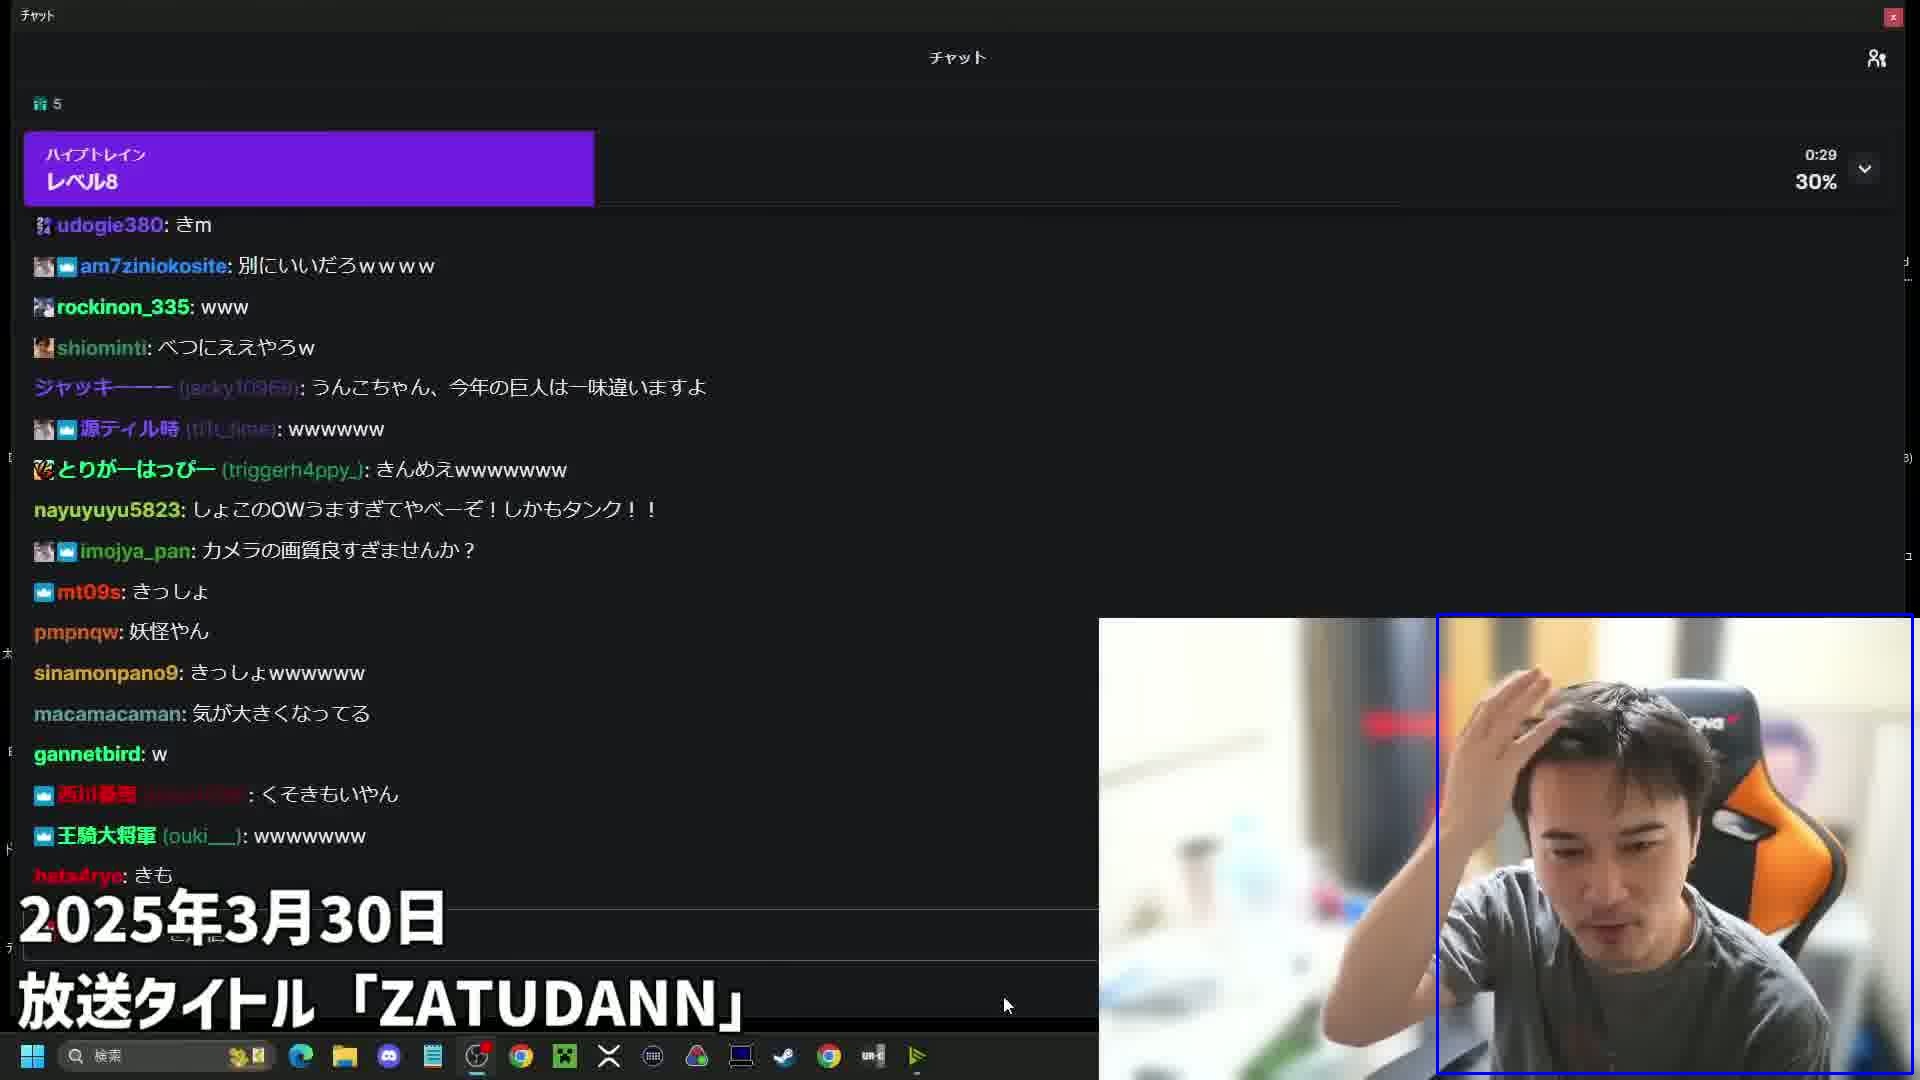 チャット
チャット
5
ハイプトレイン
レベル8
0:29
30%
udogie380: きm
am7ziniokosite: 別にいいだろｗｗｗｗ
rockinon_335: www
shiominti: べつにええやろw
ジャッキーーー (jacky10969): うんこちゃん、今年の巨人は一味違いますよ
源ティル時 (ti1t_time): wwwwww
とりがーはっぴー (triggerh4ppy_): きんめえwwwwwww
nayuyuyu5823: しょこのOWうますぎてやべーぞ！しかもタンク！！
imojya_pan: カメラの画質良すぎませんか？
mt09s: きっしょ
pmpnqw: 妖怪やん
sinamonpano9: きっしょwwwwww
macamacaman: 気が大きくなってる
gannetbird: w
: くそきもいやん
王騎大将軍 (ouki___): wwwwwww
hata4ryo: きも
2025年3月30日
放送タイトル「ZATUDANN」
検索